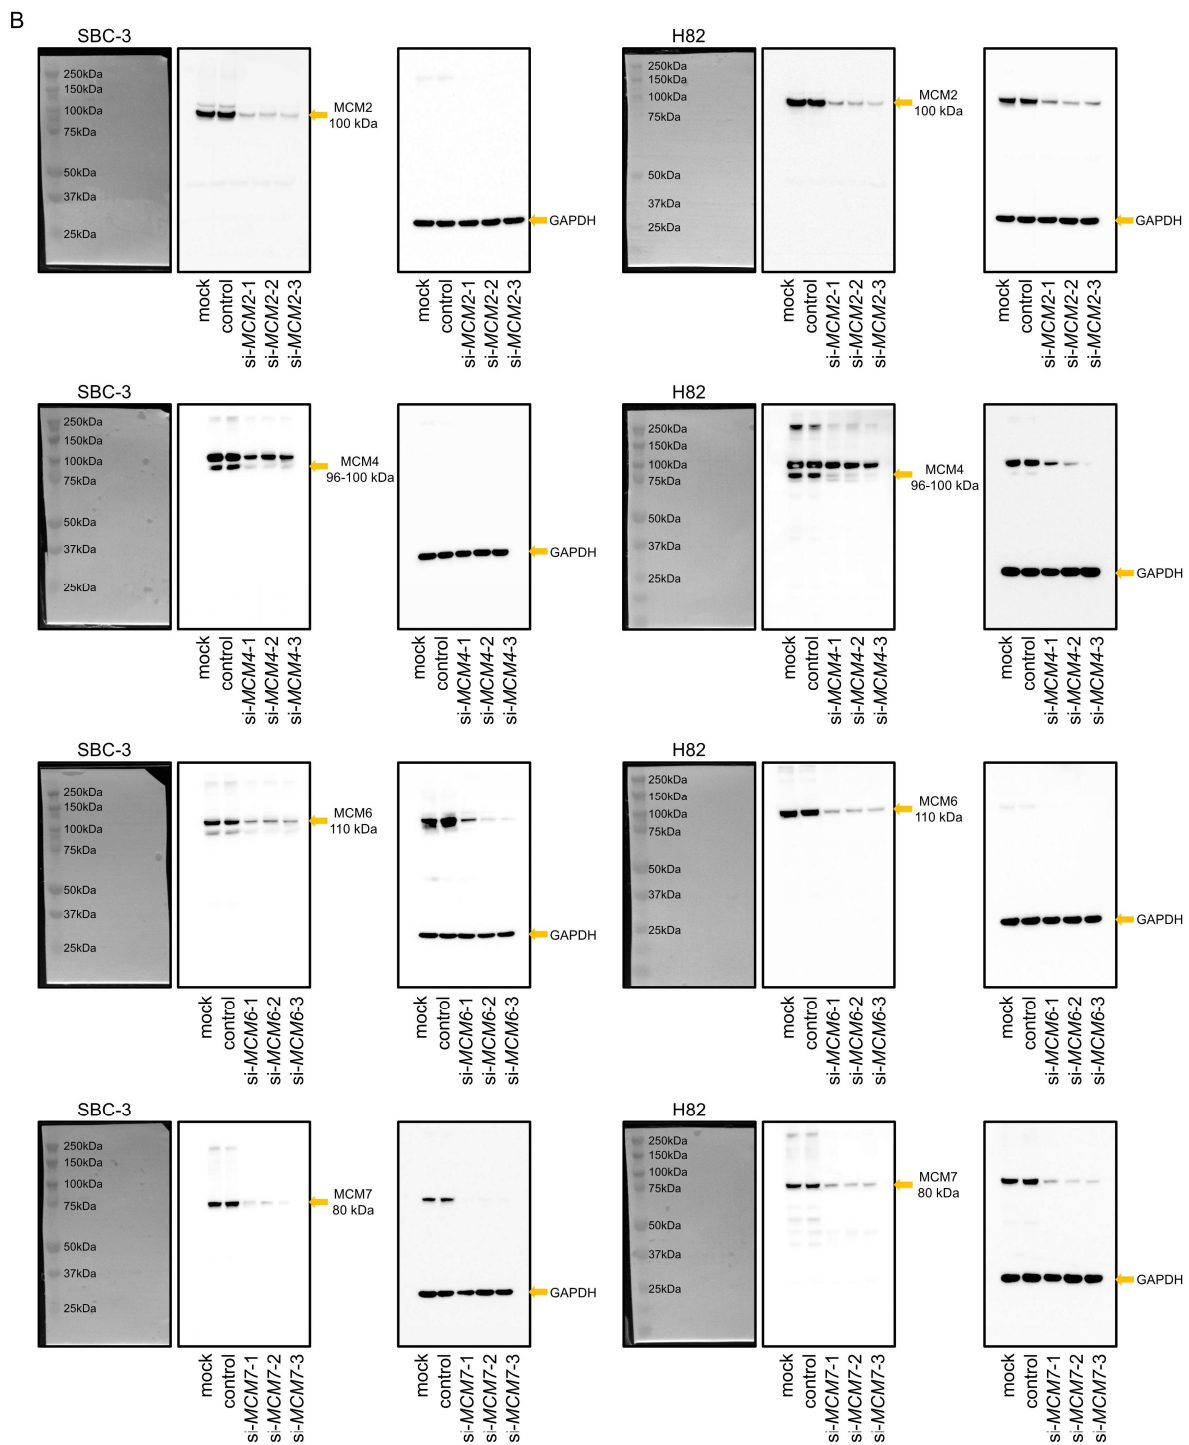 B
SBC-3
250kDa
150kDa
100kDa
75kDa
50kDa
37kDa
25kDa
MCM2
100 kDa
GAPDH
mock
control
si-MCM2-1
si-MCM2-2
si-MCM2-3
mock
control
si-MCM2-1
si-MCM2-2
si-MCM2-3
H82
250kDa
150kDa
100kDa
75kDa
50kDa
37kDa
25kDa
MCM2
100 kDa
GAPDH
mock
control
si-MCM2-1
si-MCM2-2
si-MCM2-3
mock
control
si-MCM2-1
si-MCM2-2
si-MCM2-3
SBC-3
250kDa
150kDa
100kDa
75kDa
50kDa
37kDa
25kDa
MCM4
96-100 kDa
GAPDH
mock
control
si-MCM4-1
si-MCM4-2
si-MCM4-3
mock
control
si-MCM4-1
si-MCM4-2
si-MCM4-3
H82
250kDa
150kDa
100kDa
75kDa
50kDa
37kDa
25kDa
MCM4
96-100 kDa
GAPDH
mock
control
si-MCM4-1
si-MCM4-2
si-MCM4-3
mock
control
si-MCM4-1
si-MCM4-2
si-MCM4-3
SBC-3
250kDa
150kDa
100kDa
75kDa
50kDa
37kDa
25kDa
MCM6
110 kDa
GAPDH
mock
control
si-MCM6-1
si-MCM6-2
si-MCM6-3
mock
control
si-MCM6-1
si-MCM6-2
si-MCM6-3
H82
250kDa
150kDa
100kDa
75kDa
50kDa
37kDa
25kDa
MCM6
110 kDa
GAPDH
mock
control
si-MCM6-1
si-MCM6-2
si-MCM6-3
mock
control
si-MCM6-1
si-MCM6-2
si-MCM6-3
SBC-3
250kDa
150kDa
100kDa
75kDa
50kDa
37kDa
25kDa
MCM7
80 kDa
GAPDH
mock
control
si-MCM7-1
si-MCM7-2
si-MCM7-3
mock
control
si-MCM7-1
si-MCM7-2
si-MCM7-3
H82
250kDa
150kDa
100kDa
75kDa
50kDa
37kDa
25kDa
MCM7
80 kDa
GAPDH
mock
control
si-MCM7-1
si-MCM7-2
si-MCM7-3
mock
control
si-MCM7-1
si-MCM7-2
si-MCM7-3